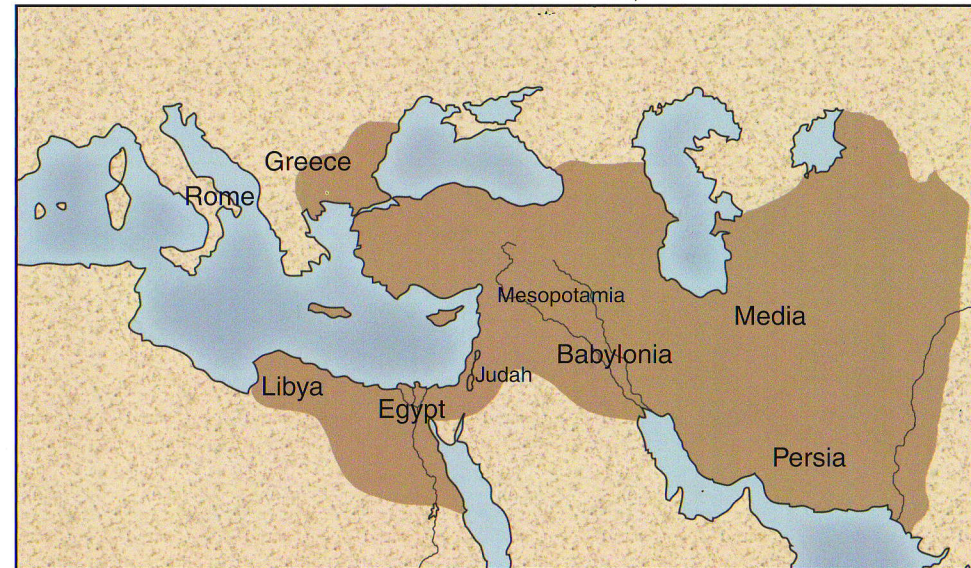 Greece
Rome
Mesopotamia
Media
Babylonia
Judah
Libya
Egypt
Persia